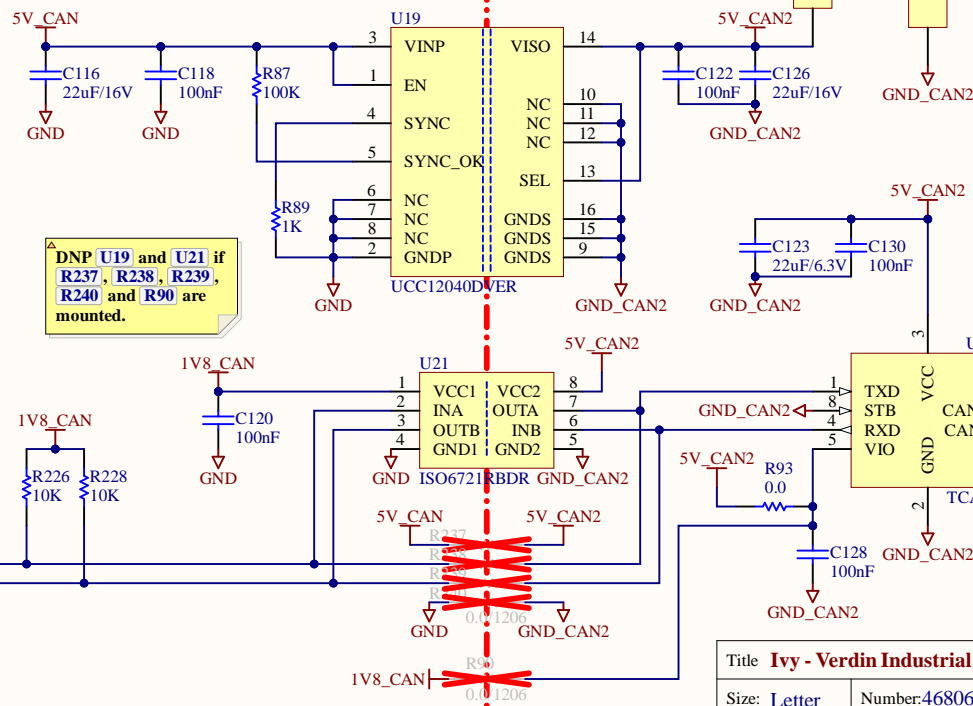 5V_CAN
U19
5V_CAN2
3 VINP VISO 14
C116
22uF/16V
C118
100nF
R87
100K
1 EN
C122
100nF
C126
22uF/16V
GND_CAN2
GND
GND
GND_CAN2
4 SYNC
5 SYNC_OK
NC 10
NC 11
NC 12
SEL 13
6 NC
7 NC
8 NC
2 GNDP
GNDS 16
GNDS 15
GNDS 9
R89
1K
5V_CAN2
C123
22uF/6.3V
C130
100nF
GND_CAN2
DNP U19 and U21 if
R237, R238, R239,
R240 and R90 are
mounted.
GND
UCC12040DVER
GND_CAN2
1V8_CAN
U21
5V_CAN2
3
U
1 VCC1 VCC2 8
2 INA OUTA 7
3 OUTB INB 6
4 GND1 GND2 5
C120
100nF
GND
GND
ISO6721RBDR
GND_CAN2
1 TXD
GND_CAN2 8 STB
4 RXD
5 VIO
VCC
GND
CAN
CAN
2
TCA
GND_CAN2
1V8_CAN
R226
10K
R228
10K
5V_CAN2
R93
0.0
C128
100nF
GND_CAN2
5V_CAN
5V_CAN2
R237
GND
0.0/1206
GND_CAN2
R90
1V8_CAN
0.0/1206
Title Ivy - Verdin Industrial
Size: Letter Number:46806